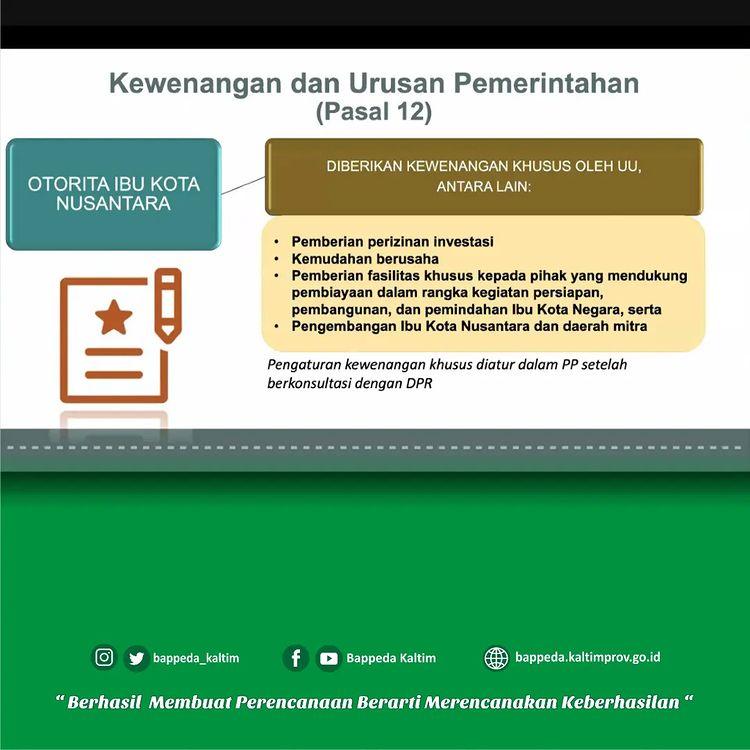 Kewenangan dan Urusan Pemerintahan
(Pasal 12)
OTORITA IBU KOTA
NUSANTARA
DIBERIKAN KEWENANGAN KHUSUS OLEH UU,
ANTARA LAIN:
• Pemberian perizinan investasi
• Kemudahan berusaha
• Pemberian fasilitas khusus kepada pihak yang mendukung
pembiayaan dalam rangka kegiatan persiapan,
pembangunan, dan pemindahan Ibu Kota Negara, serta
• Pengembangan Ibu Kota Nusantara dan daerah mitra
Pengaturan kewenangan khusus diatur dalam PP setelah
berkonsultasi dengan DPR
bappeda_kaltim
Bappeda Kaltim
bappeda.kaltimprov.go.id
“ Berhasil Membuat Perencanaan Berarti Merencanakan Keberhasilan “